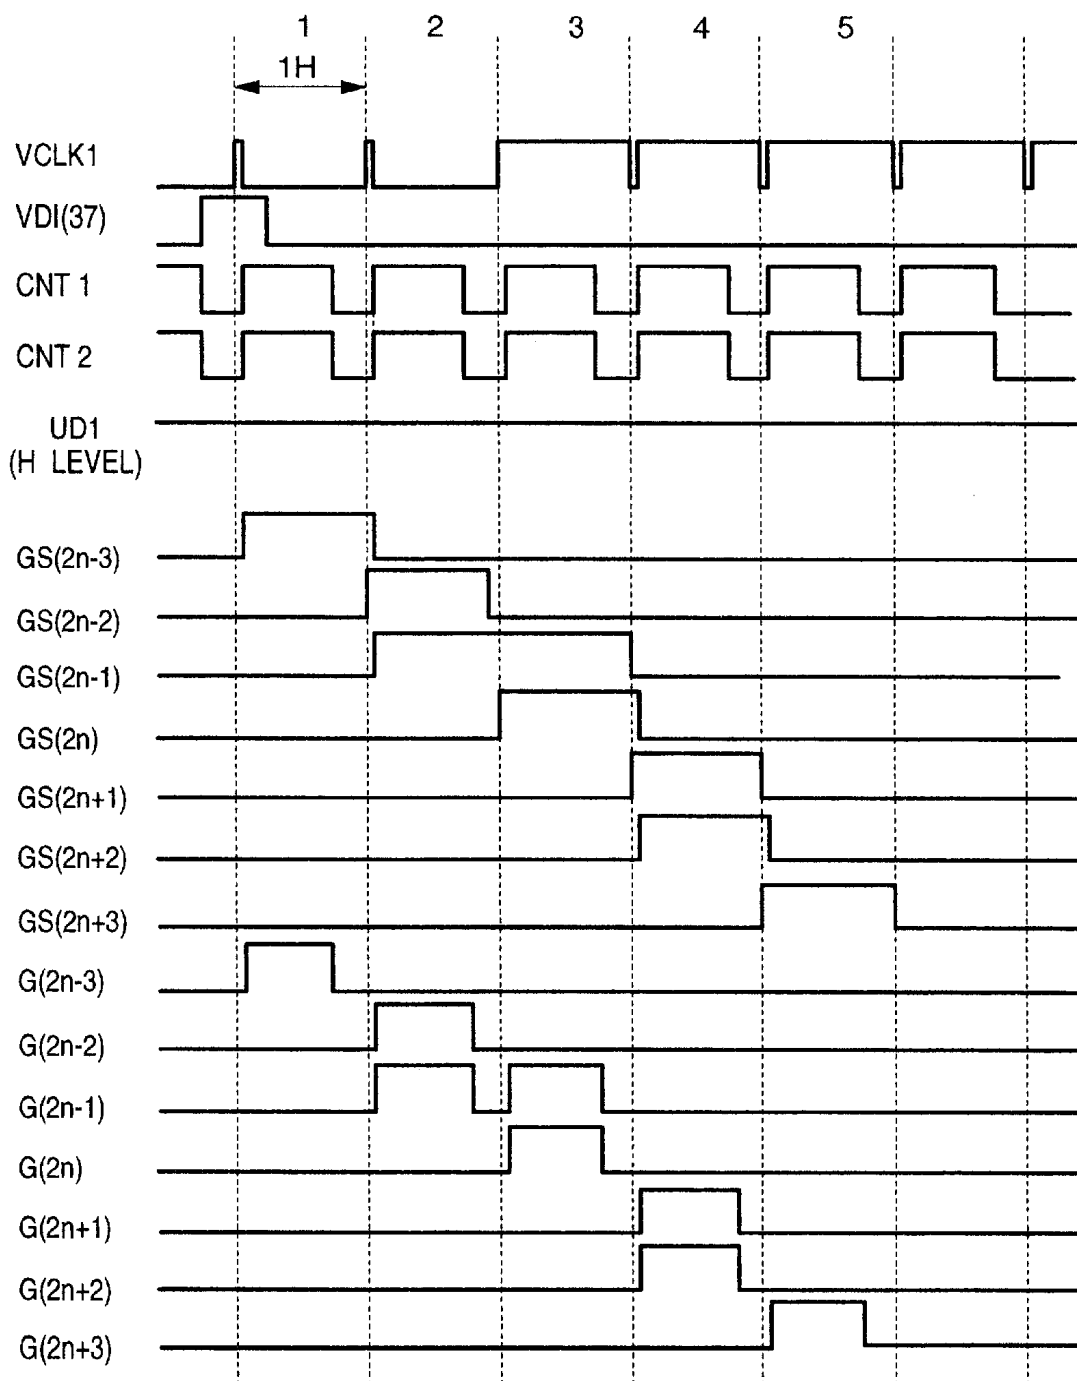 1 2 3 4 5
1H
VCLK1
VDI(37)
CNT 1
CNT 2
UD1
(H LEVEL)
GS(2n-3)
GS(2n-2)
GS(2n-1)
GS(2n)
GS(2n+1)
GS(2n+2)
GS(2n+3)
G(2n-3)
G(2n-2)
G(2n-1)
G(2n)
G(2n+1)
G(2n+2)
G(2n+3)